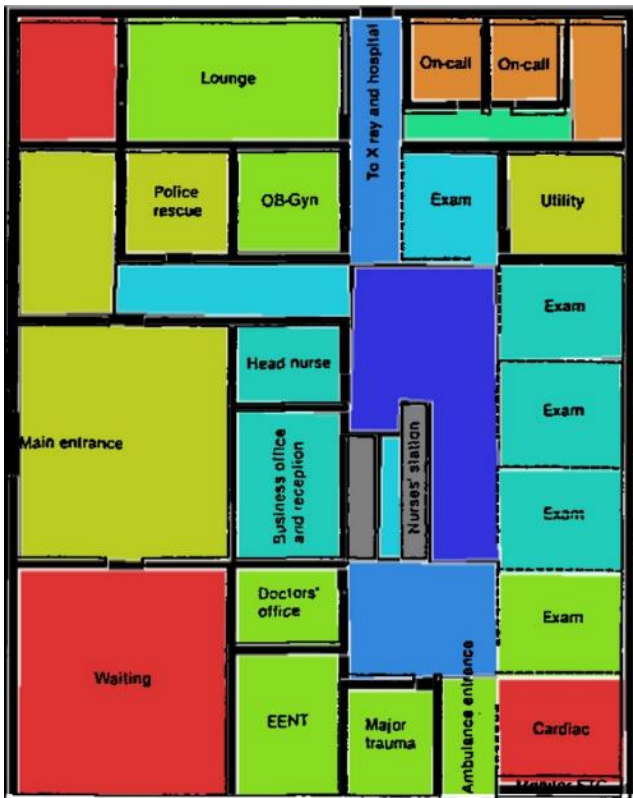 Lounge
To X ray and hospital
On-call
On-call
Police
rescue
OB-Gyn
Exam
Utility
Exam
Head nurse
Exam
Main entrance
Business office
and reception
Nurses' station
Exam
Doctors'
office
Exam
Waiting
EENT
Major
trauma
Ambulance entrance
Cardiac
Monitor